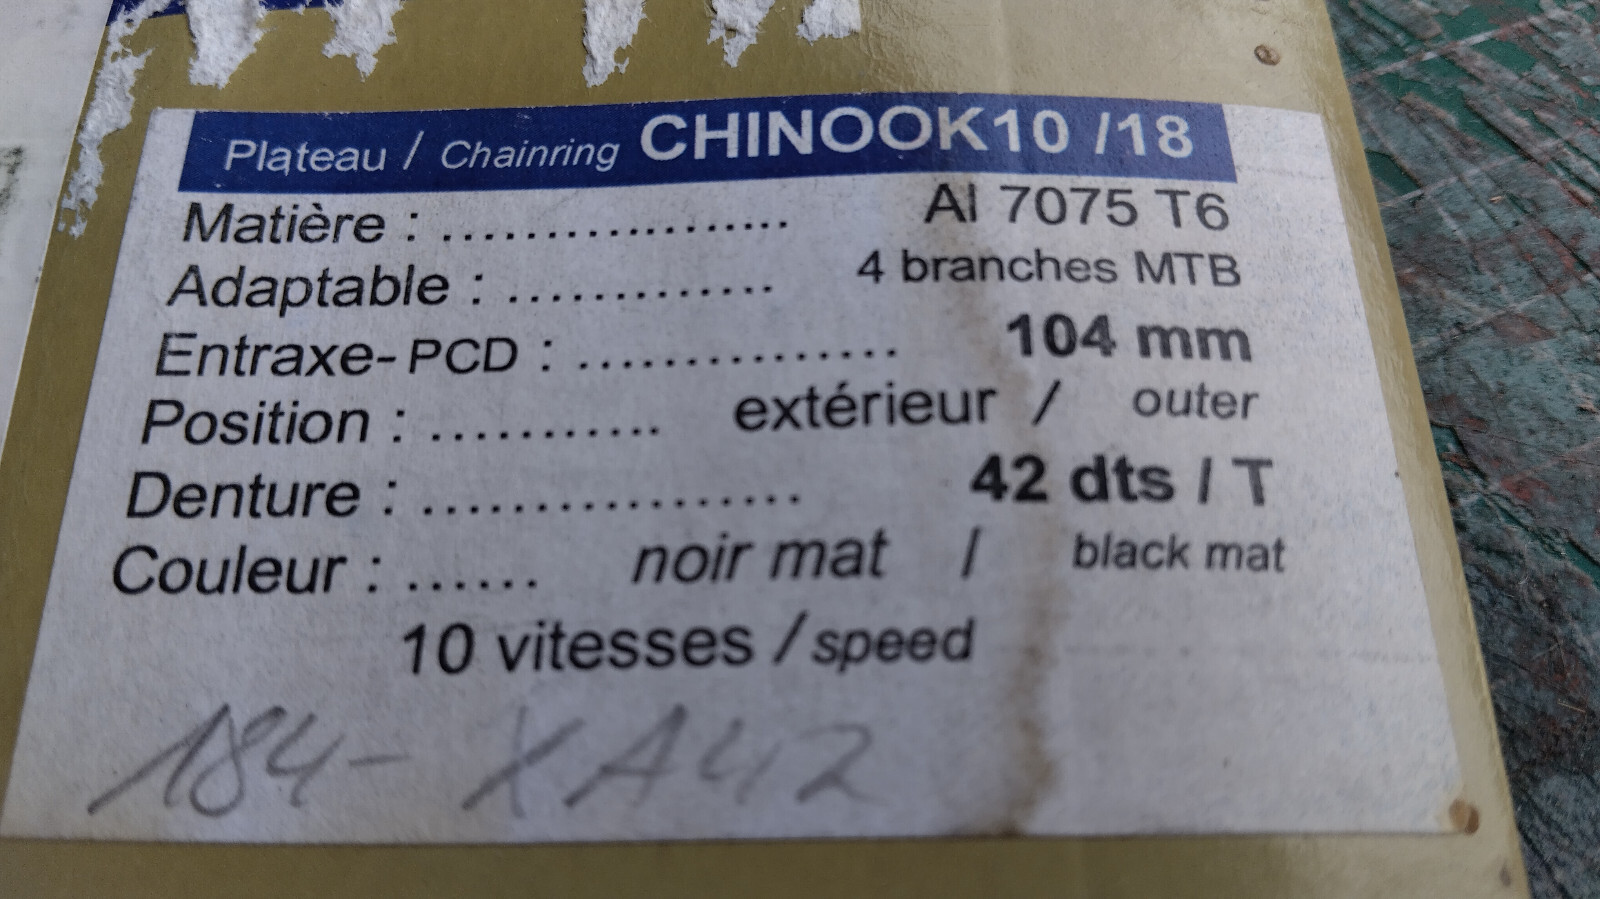 Plateau / Chainring CHINOOK10 /18
Matière : .................. Al 7075 T6
Adaptable : ............. 4 branches MTB
Entraxe-PCD : ............... 104 mm
Position : ........... extérieur / outer
Denture : .................. 42 dts / T
Couleur : ...... noir mat / black mat
10 vitesses / speed
184- XA42